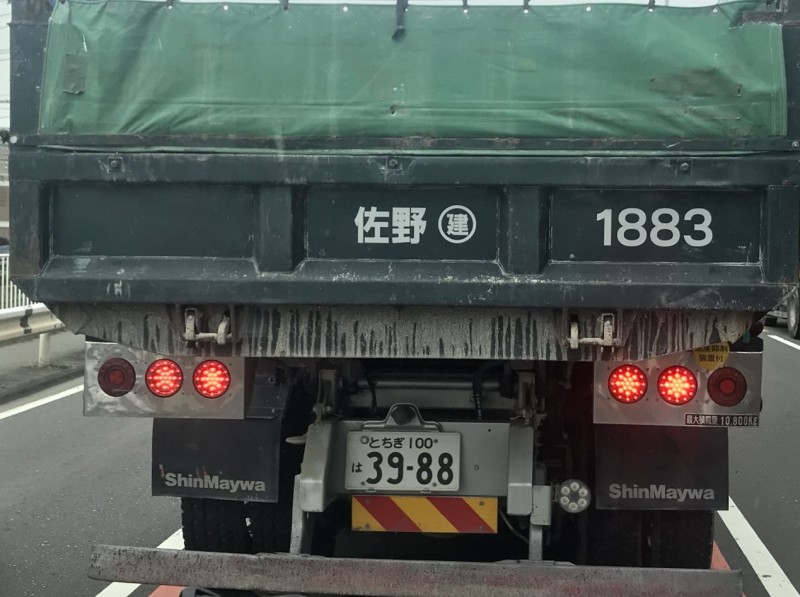 佐野 建 1883
最大積載量 10,800Kg
とちぎ 100
は 39-88
ShinMaywa
ShinMaywa